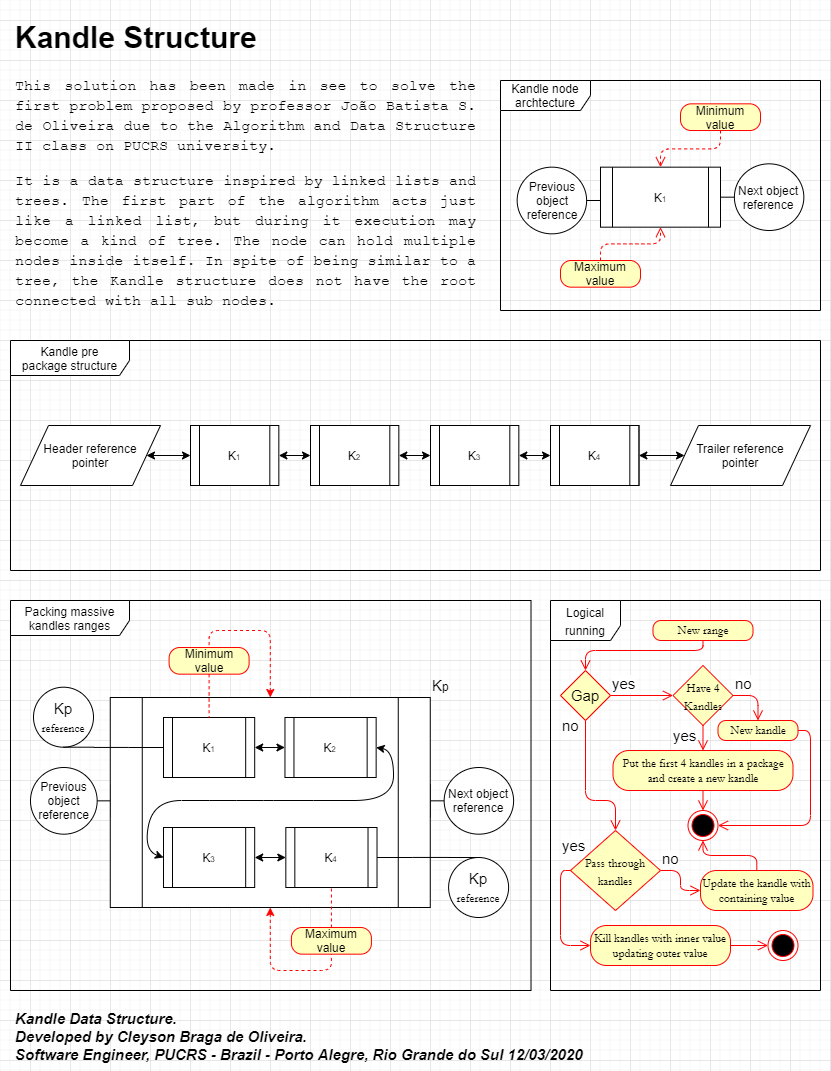 Kandle Structure
This solution has been made in see to solve the
first problem proposed by professor João Batista S.
de Oliveira due to the Algorithm and Data Structure
II class on PUCRS university.
It is a data structure inspired by linked lists and
trees. The first part of the algorithm acts just
like a linked list, but during it execution may
become a kind of tree. The node can hold multiple
nodes inside itself. In spite of being similar to a
tree, the Kandle structure does not have the root
connected with all sub nodes.
Kandle node
archtecture
Minimum
value
Previous
object
reference
K1
Next object
reference
Maximum
value
Kandle pre
package structure
Header reference
pointer
K1
K2
K3
K4
Trailer reference
pointer
Packing massive
kandles ranges
Minimum
value
Kp
Kp
reference
K1
K2
Previous
object
reference
Next object
reference
K3
K4
Kp
reference
Maximum
value
Logical
running
New range
Gap
yes
Have 4
Kandles
no
no
New kandle
yes
Put the first 4 kandles in a package
and create a new kandle
yes
Pass through
kandles
no
Update the kandle with
containing value
Kill kandles with inner value
updating outer value
Kandle Data Structure.
Developed by Cleyson Braga de Oliveira.
Software Engineer, PUCRS - Brazil - Porto Alegre, Rio Grande do Sul 12/03/2020